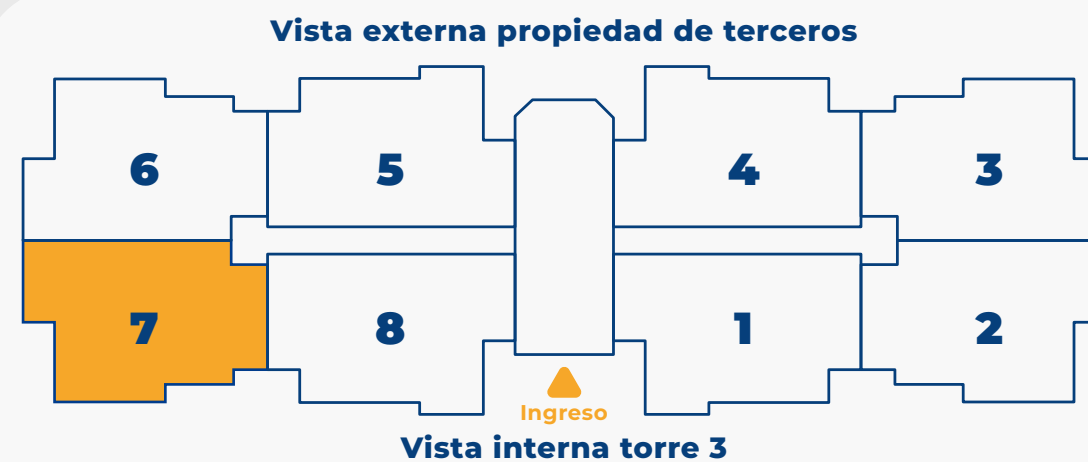 Vista externa propiedad de terceros
6 5 4 3
7 8 1 2
Ingreso
Vista interna torre 3